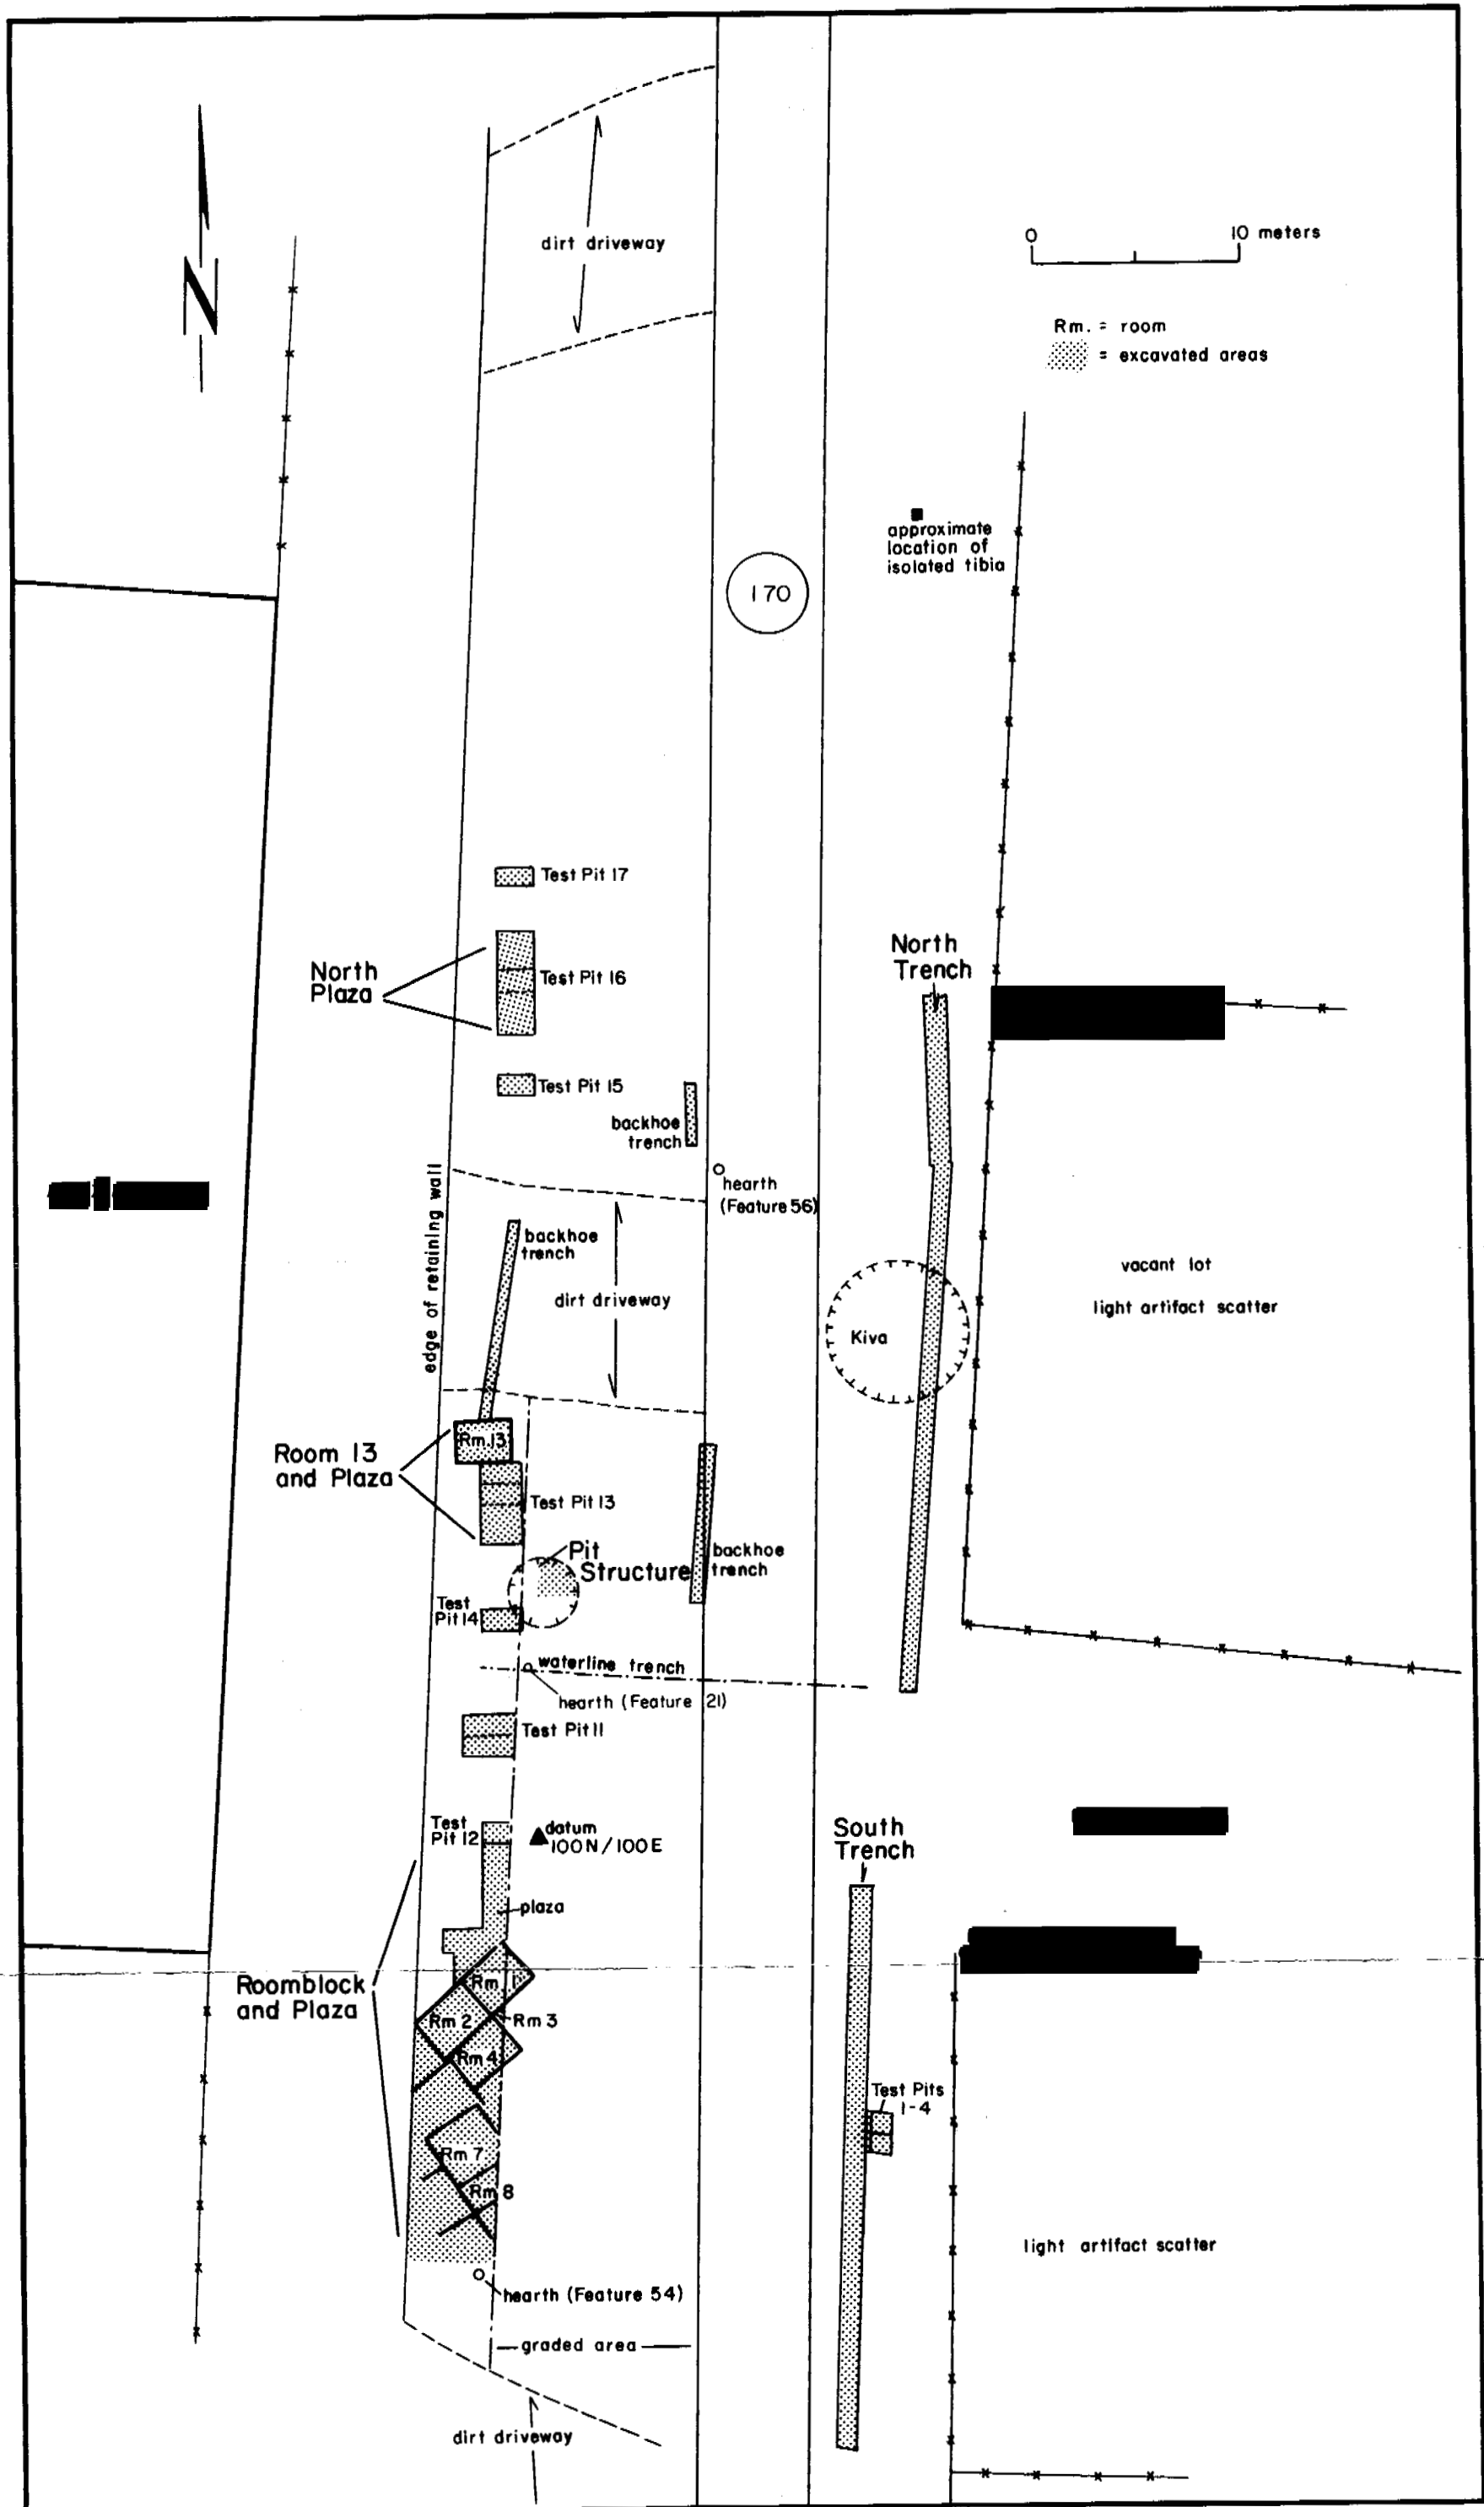 dirt driveway
N
0 10 meters
Rm. = room
= excavated areas
approximate
location of
isolated tibia
170
Test Pit 17
North
Plaza
Test Pit 16
North
Trench
Test Pit 15
backhoe
trench
hearth
(Feature 56)
edge of retaining wall
backhoe
trench
dirt driveway
vacant lot
light artifact scatter
Kiva
Rm.13
Room 13
and Plaza
Test Pit 13
Pit
Structure
backhoe
trench
Test
Pit 14
waterline trench
hearth (Feature 21)
Test Pit 11
Test
Pit 12
datum
100N/100E
South
Trench
plaza
Roomblock
and Plaza
Rm 1
Rm 2
Rm 3
Rm 4
Test Pits
1-4
Rm 7
Rm 8
light artifact scatter
hearth (Feature 54)
graded area
dirt driveway